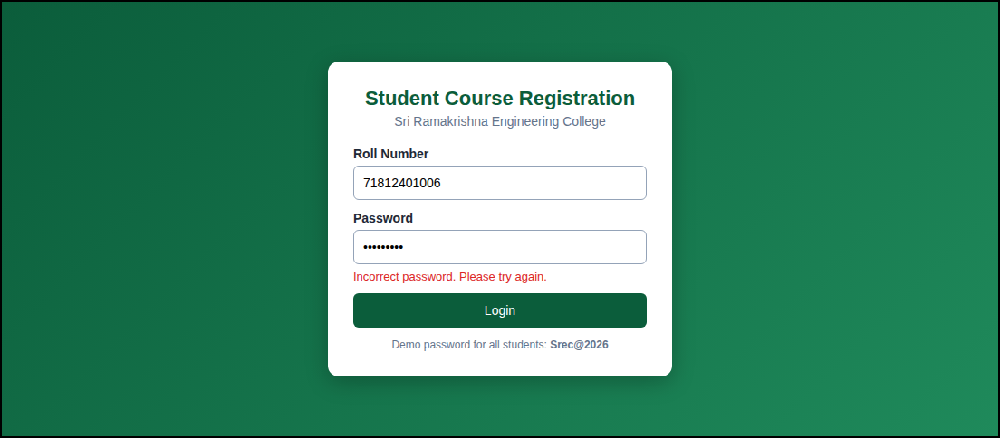 Student Course Registration
Sri Ramakrishna Engineering College
Roll Number
71812401006
Password
•••••••••
Incorrect password. Please try again.
Login
Demo password for all students: Srec@2026